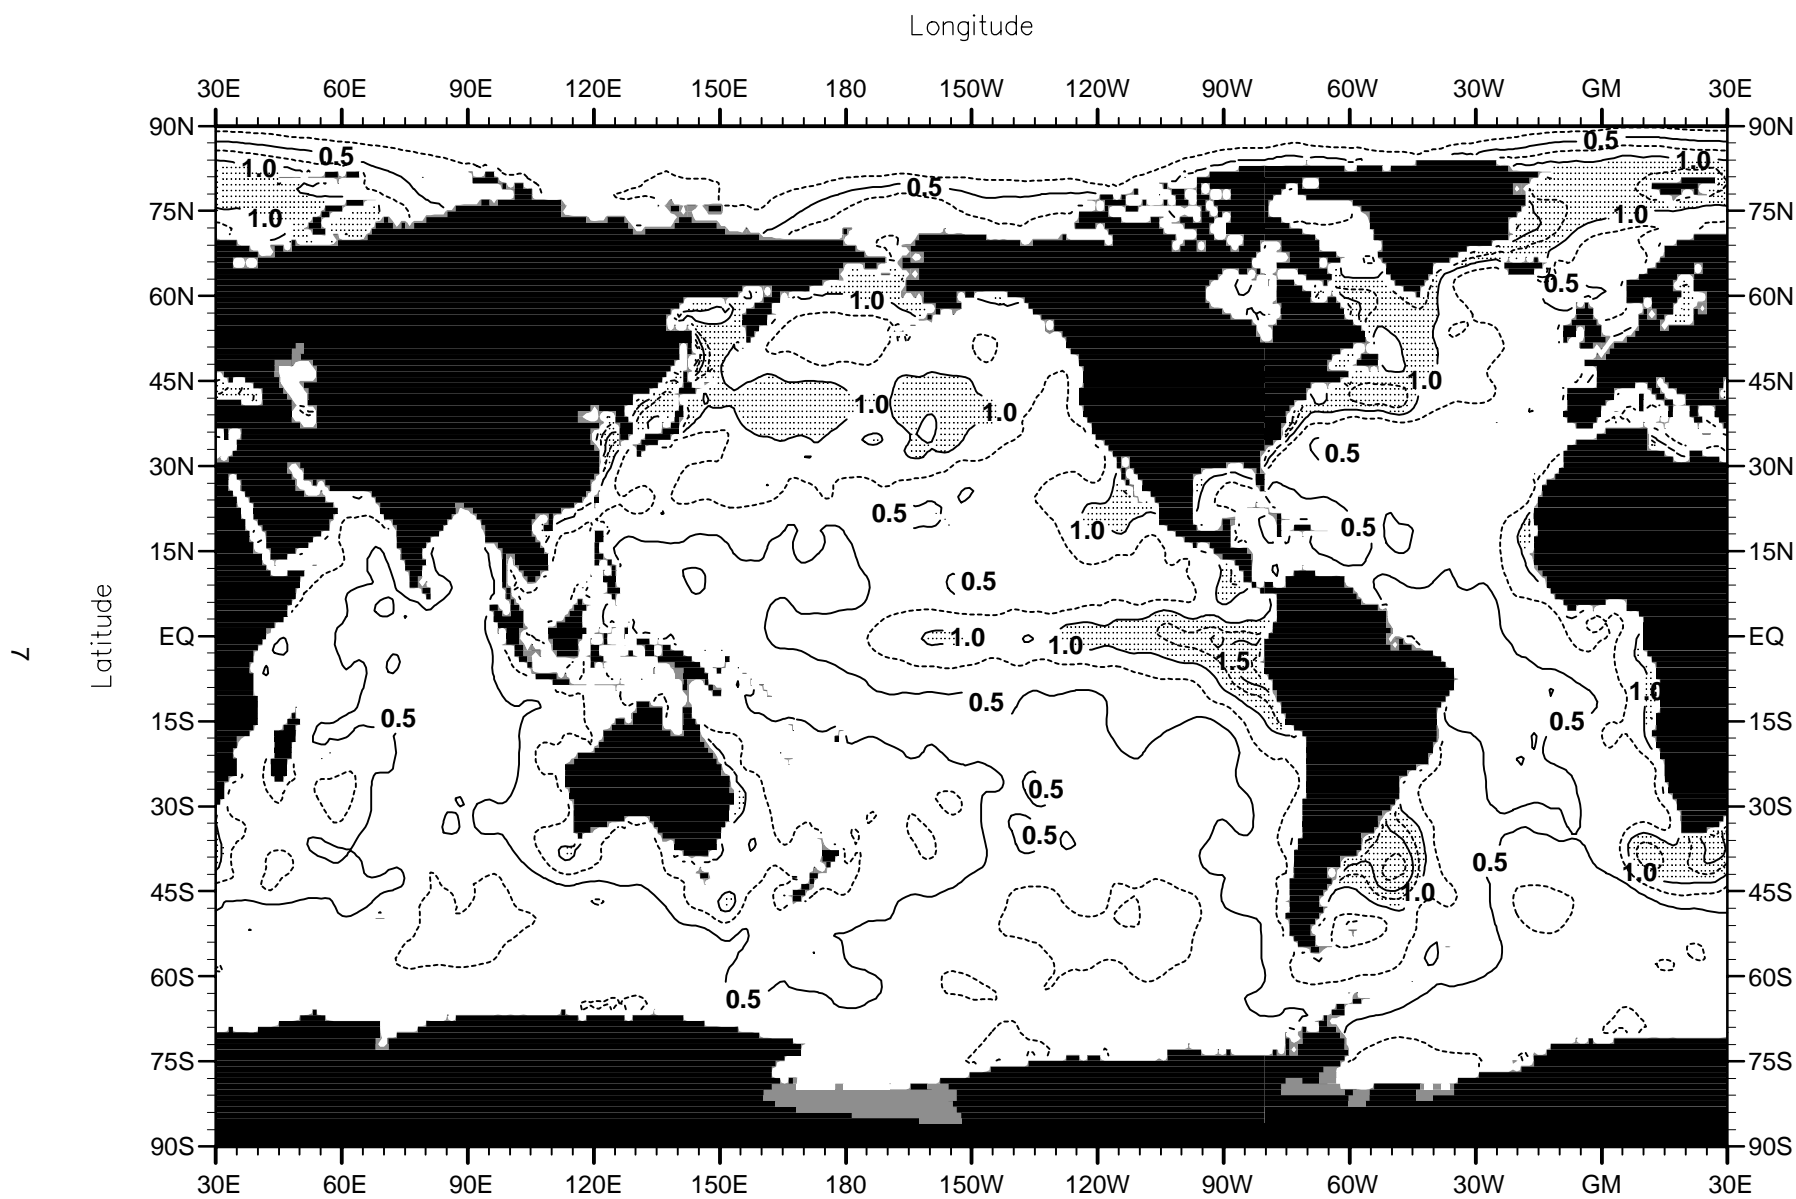 Longitude
30E 60E 90E 120E 150E 180 150W 120W 90W 60W 30W GM 30E
90N 90N
0.5 0.5
1.0 1.0
0.5
75N 1.0 1.0 75N
0.5
60N 1.0 60N
45N 1.0 45N
1.0 1.0
30N 0.5 30N
0.5 1.0 0.5
15N 15N
0.5
Latitude
EQ 1.0 1.0 EQ
1.5
0.5 1.0
15S 0.5 0.5 15S
0.5
30S 30S
0.5
0.5 1.0
45S 1.0 45S
60S 60S
0.5
75S 75S
90S 90S
30E 60E 90E 120E 150E 180 150W 120W 90W 60W 30W GM 30E
7